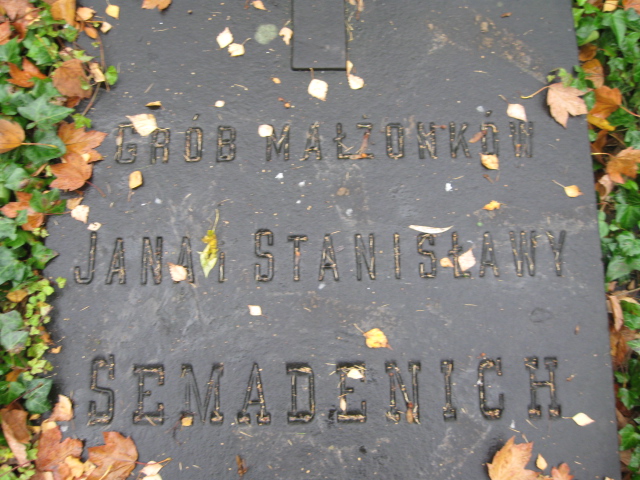 GRÓB MAŁŻONKÓW
JANA I STANISŁAWY
SEMADENICH